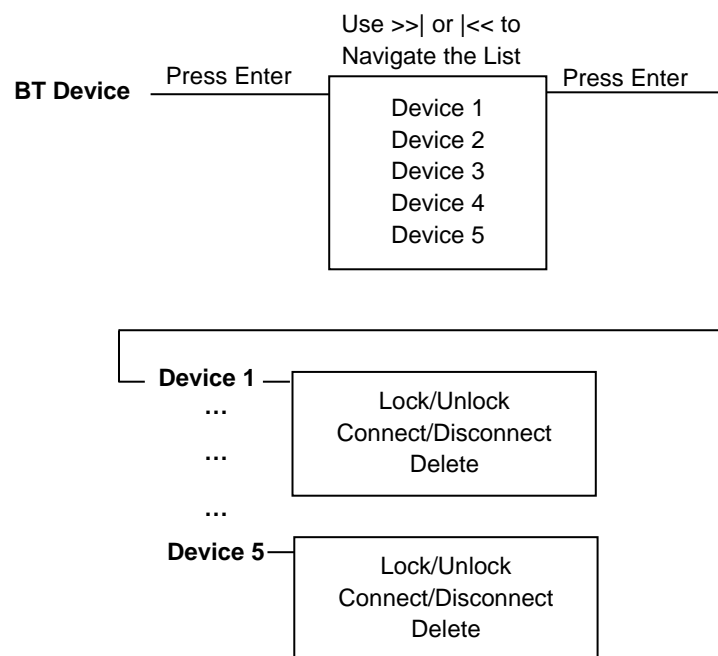 Use >>| or |<< to
Navigate the List
BT Device
Press Enter
Press Enter
Device 1
Device 2
Device 3
Device 4
Device 5
Device 1
Lock/Unlock
Connect/Disconnect
Delete
...
...
...
Device 5
Lock/Unlock
Connect/Disconnect
Delete